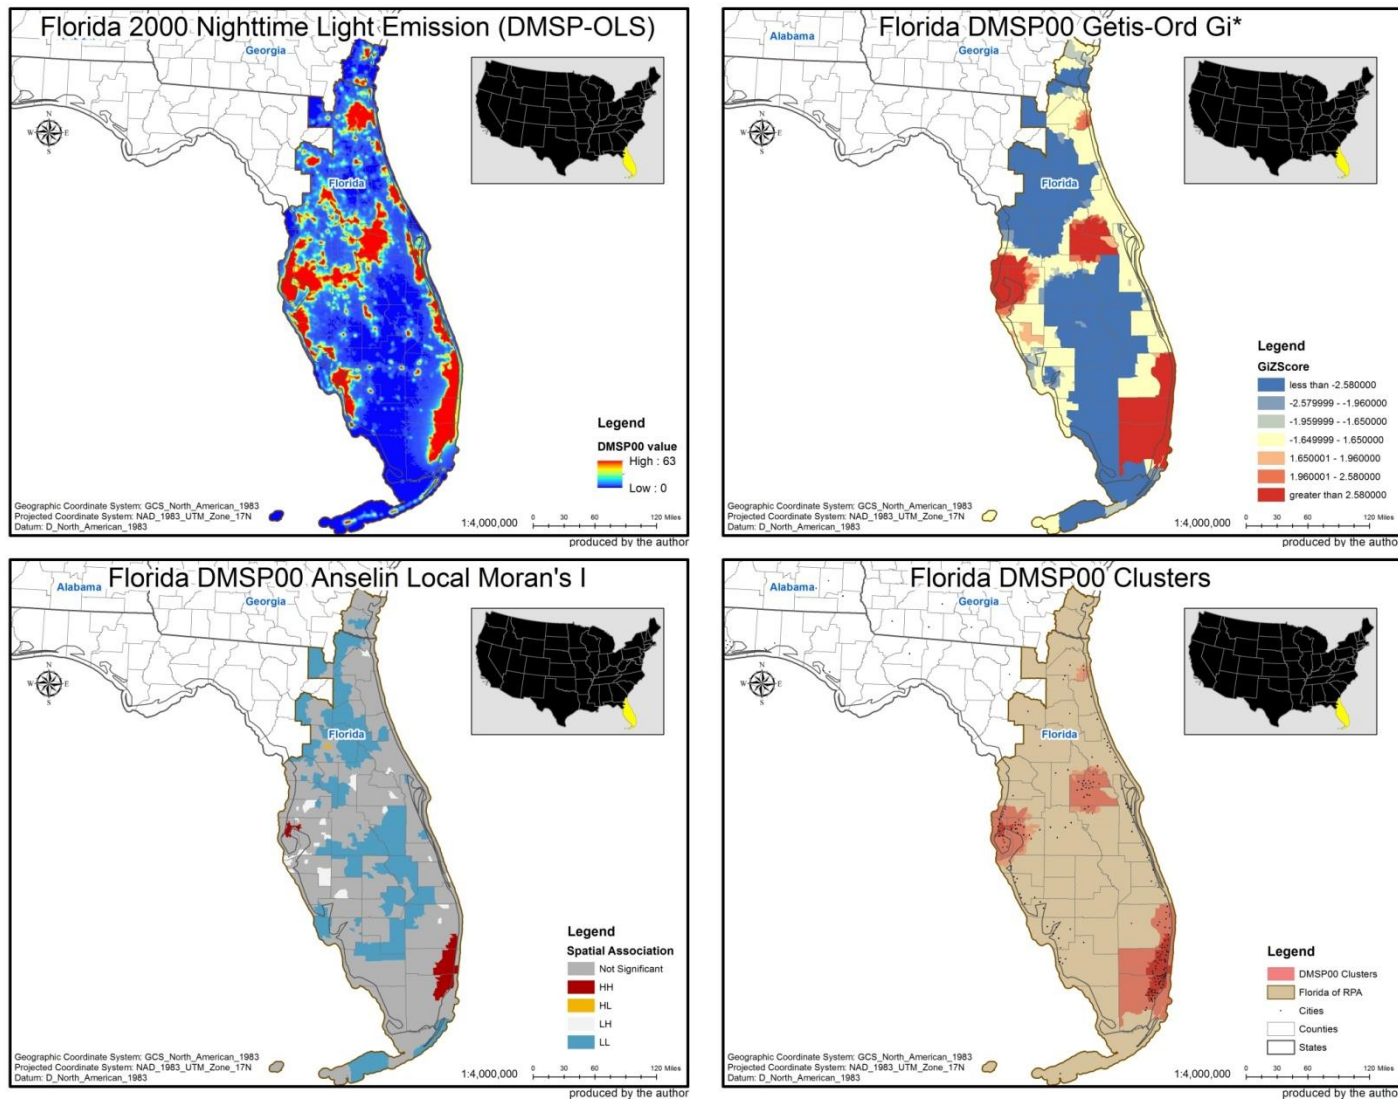 Florida 2000 Nighttime Light Emission (DMSP-OLS)
Georgia
Florida
N
W E
S
Legend
DMSP00 value
High : 63
Low : 0
Geographic Coordinate System: GCS_North_American_1983
Projected Coordinate System: NAD_1983_UTM_Zone_17N
Datum: D_North_American_1983
1:4,000,000
0 30 60 120 Miles
produced by the author
Florida DMSP00 Getis-Ord Gi*
Alabama
Georgia
Florida
N
W E
S
Legend
GiZScore
less than -2.580000
-2.579999 - -1.960000
-1.959999 - -1.650000
-1.649999 - 1.650000
1.650001 - 1.960000
1.960001 - 2.580000
greater than 2.580000
Geographic Coordinate System: GCS_North_American_1983
Projected Coordinate System: NAD_1983_UTM_Zone_17N
Datum: D_North_American_1983
1:4,000,000
0 30 60 120 Miles
produced by the author
Florida DMSP00 Anselin Local Moran's I
Alabama
Georgia
Florida
N
W E
S
Legend
Spatial Association
Not Significant
HH
HL
LH
LL
Geographic Coordinate System: GCS_North_American_1983
Projected Coordinate System: NAD_1983_UTM_Zone_17N
Datum: D_North_American_1983
1:4,000,000
0 30 60 120 Miles
produced by the author
Florida DMSP00 Clusters
Alabama
Georgia
Florida
N
W E
S
Legend
DMSP00 Clusters
Florida of RPA
Cities
Counties
States
Geographic Coordinate System: GCS_North_American_1983
Projected Coordinate System: NAD_1983_UTM_Zone_17N
Datum: D_North_American_1983
1:4,000,000
0 30 60 120 Miles
produced by the author